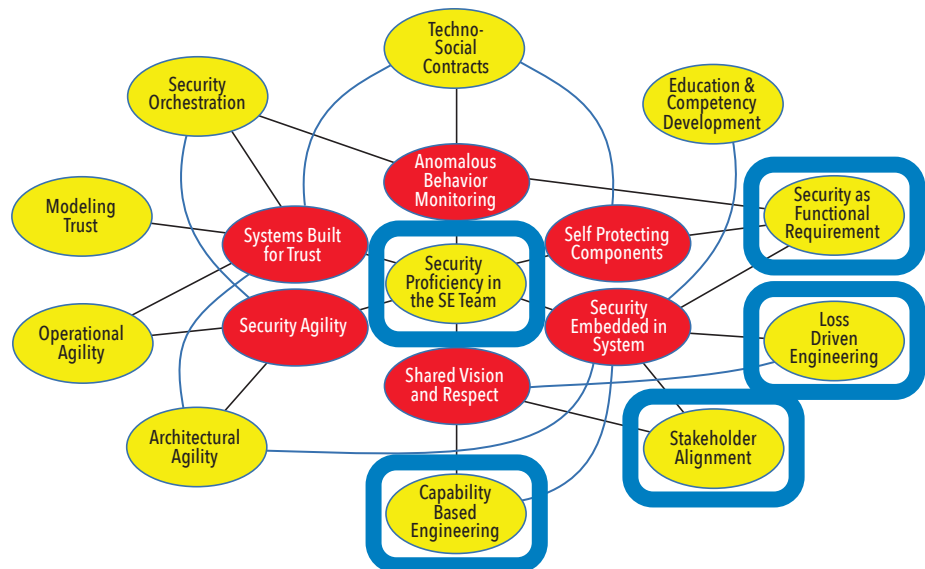 Techno-
Social
Contracts
Security
Orchestration
Education &
Competency
Development
Anomalous
Behavior
Monitoring
Modeling
Trust
Security as
Functional
Requirement
Systems Built
for Trust
Self Protecting
Components
Security
Proficiency in
the SE Team
Operational
Agility
Security Agility
Security
Embedded in
System
Loss
Driven
Engineering
Shared Vision
and Respect
Architectural
Agility
Stakeholder
Alignment
Capability
Based
Engineering